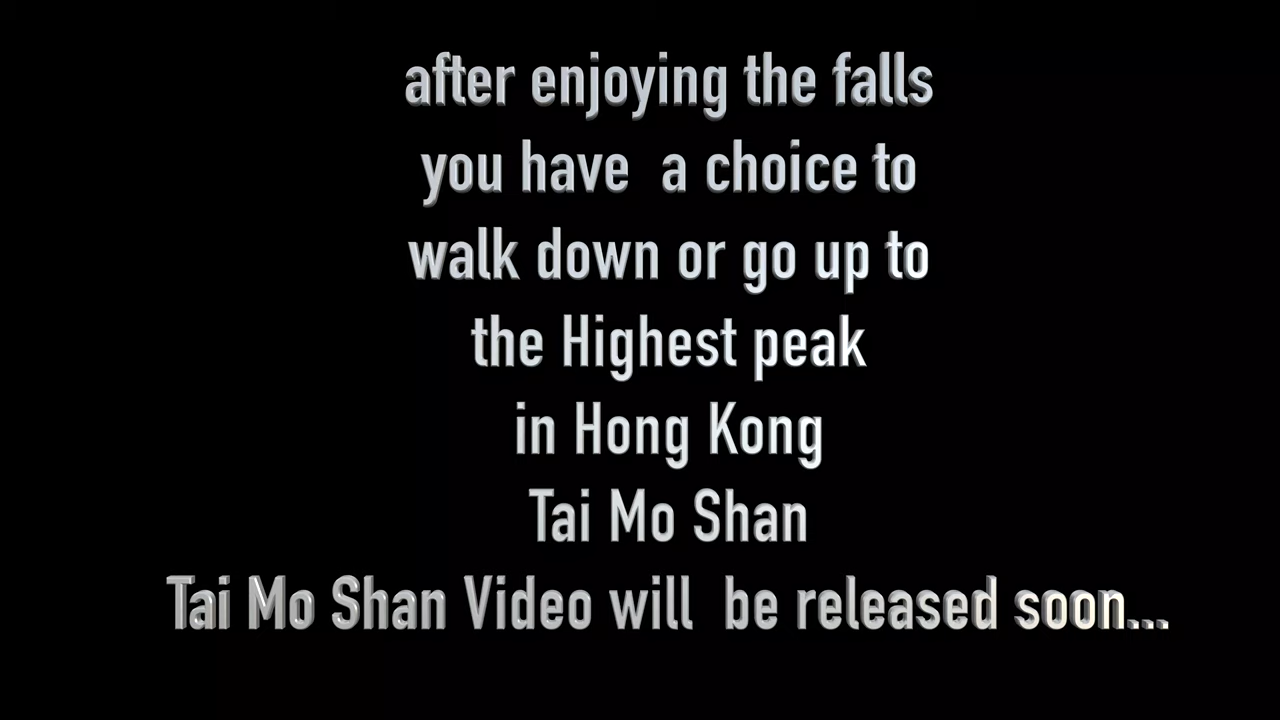 after enjoying the falls
you have  a choice to
walk down or go up to
the Highest peak
in Hong Kong
Tai Mo Shan
Tai Mo Shan Video will  be released soon...